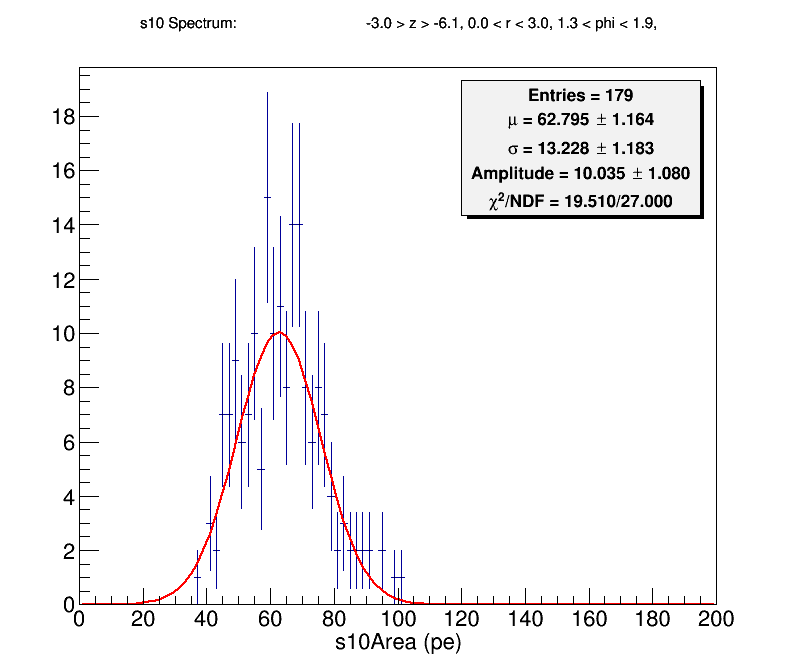 s10 Spectrum: -3.0 > z > -6.1, 0.0 < r < 3.0, 1.3 < phi < 1.9,
Entries = 179
μ = 62.795 ± 1.164
σ = 13.228 ± 1.183
Amplitude = 10.035 ± 1.080
χ²/NDF = 19.510/27.000
18
16
14
12
10
8
6
4
2
0
0 20 40 60 80 100 120 140 160 180 200
s10Area (pe)